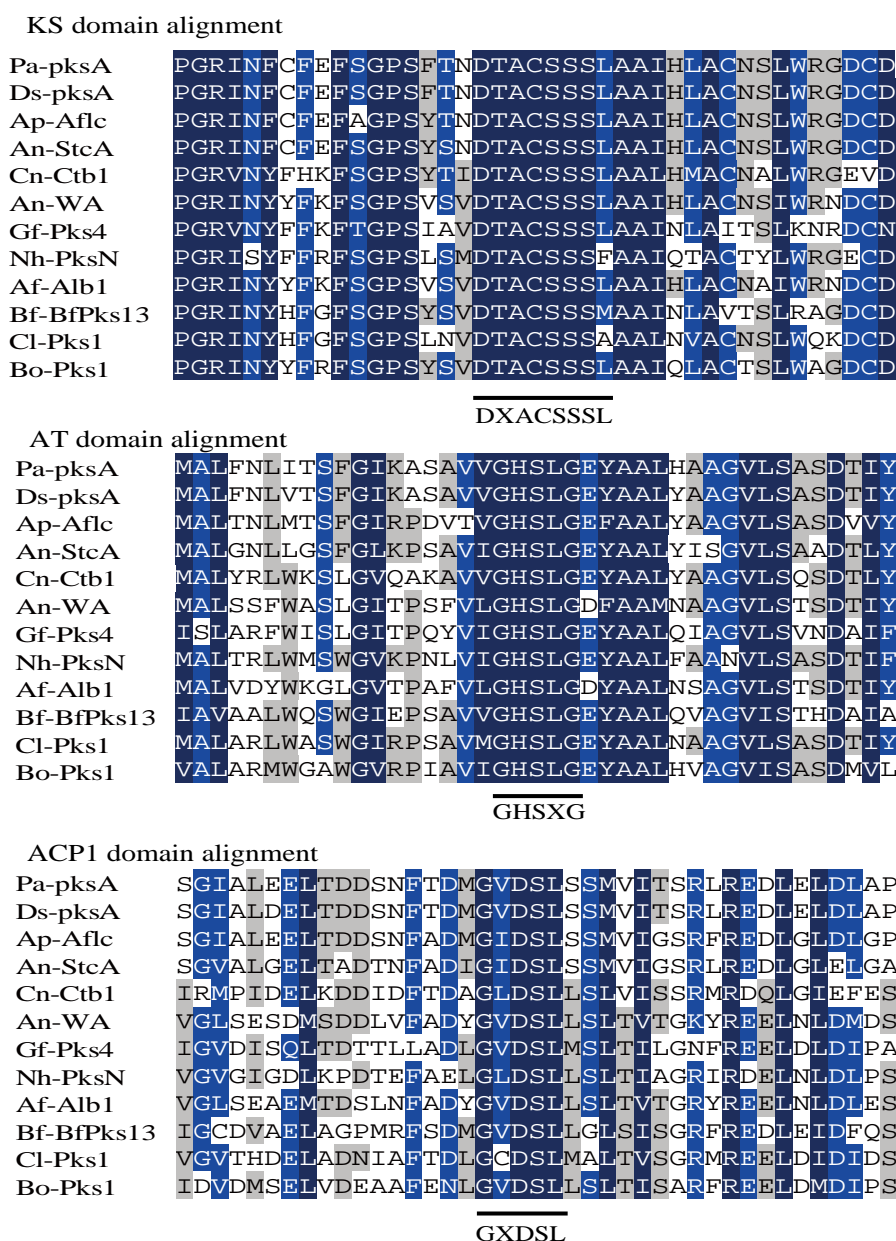 KS domain alignment
Pa-pksA PGRINFCFEFSGPSFTNDTACSSSLAAIHLACNSLWRGDCD
Ds-pksA PGRINFCFEFSGPSFTNDTACSSSLAAIHLACNSLWRGDCD
Ap-Aflc PGRINFCFEFAGPSYTNDTACSSSLAAIHLACNSLWRGDCD
An-StcA PGRINFCFEFSGPSYSNDTACSSSLAAIHLACNSLWRGDCD
Cn-Ctb1 PGRVNYFHKFSGPSYTIDTACSSSLAALHMACNALWRGEVD
An-WA PGRINYYFKFSGPSVSVDTACSSSLAAIHLACNSIWRNDCD
Gf-Pks4 PGRVNYFFKFTGPSIAVDTACSSSLAAINLAITSLKNRDCN
Nh-PksN PGRISYFFRFSGPSLSMDTACSSSFAAIQTACTYLWRGECD
Af-Alb1 PGRINYYFKFSGPSVSVDTACSSSLAAIHLACNAIWRNDCD
Bf-BfPks13 PGRINYHFGFSGPSYSVDTACSSSMAAINLAVTSLRAGDCD
Cl-Pks1 PGRINYHFGFSGPSLNVDTACSSSAAALNVACNSLWQKDCD
Bo-Pks1 PGRINYYFRFSGPSYSVDTACSSSLAAIQLACTSLWAGDCD
DXACSSSL
AT domain alignment
Pa-pksA MALFNLITSFGIKASAVVGHSLGEYAALHAAGVLSASDTIY
Ds-pksA MALFNLVTSFGIKASAVVGHSLGEYAALYAAGVLSASDTIY
Ap-Aflc MALTNLMTSFGIRPDVTVGHSLGEFAALYAAGVLSASDVVY
An-StcA MALGNLLGSFGLKPSAVIGHSLGEYAALYISGVLSAADTLY
Cn-Ctb1 MALYRLWKSLGVQAKAVVGHSLGEYAALYAAGVLSQSDTLY
An-WA MALSSFWASLGITPSFVLGHSLGDFAAMNAAGVLSTSDTIY
Gf-Pks4 ISLARFWISLGITPQYVIGHSLGEYAALQIAGVLSVNDAIF
Nh-PksN MALTRLWMSWGVKPNLVIGHSLGEYAALFAANVLSASDTIF
Af-Alb1 MALVDYWKGLGVTPAFVLGHSLGDYAALNSAGVLSTSDTIY
Bf-BfPks13 IAVAALWQSWGIEPSAVVGHSLGEYAALQVAGVISTHDAIA
Cl-Pks1 MALARLWASWGIRPSAVMGHSLGEYAALNAAGVLSASDTIY
Bo-Pks1 VALARMWGAWGVRPIAVIGHSLGEYAALHVAGVISASDMVL
GHSXG
ACP1 domain alignment
Pa-pksA SGIALEELTDDSNFTDMGVDSLSSMVITSRLREDLELDLAP
Ds-pksA SGIALDELTDDSNFTDMGVDSLSSMVITSRLREDLELDLAP
Ap-Aflc SGIALEELTDDSNFADMGIDSLSSMVIGSRFREDLGLDLGP
An-StcA SGVALGELTADTNFADIGIDSLSSMVIGSRLREDLGLELGA
Cn-Ctb1 IRMPIDELKDDIDFTDAGLDSLLSLVISSRMRDQLGIEFES
An-WA VGLSESDMSDDLVFADYGVDSLLSLTVTGKYREELNLDMDS
Gf-Pks4 IGVDISQLTDTTLLADLGVDSLMSLTILGNFREELDLDIPA
Nh-PksN VGVGIGDLKPDTEFAELGLDSLLSLTIAGRIRDELNLDLPS
Af-Alb1 VGLSEAEMTDSLNFADYGVDSLLSLTVTGRYREELNLDLES
Bf-BfPks13 IGCDVAELAGPMRFSDMGVDSLLGLSISGRFREDLEIDFQS
Cl-Pks1 VGVTHDELADNIAFTDLGCDSLMALTVSGRMREELDIDIDS
Bo-Pks1 IDVDMSELVDEAAFENLGVDSLLSLTISARFREELDMDIPS
GXDSL